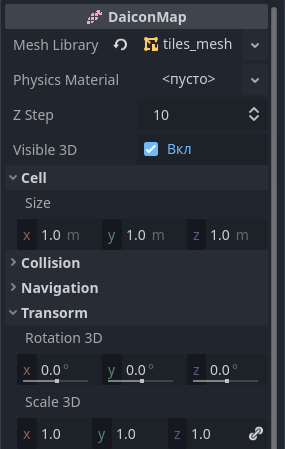 DaiconMap
Mesh Library tiles_mesh
Physics Material <пусто>
Z Step 10
Visible 3D Вкл
Cell
Size
x 1.0 m y 1.0 m z 1.0 m
Collision
Navigation
Transorm
Rotation 3D
x 0.0 ° y 0.0 ° z 0.0 °
Scale 3D
x 1.0 y 1.0 z 1.0